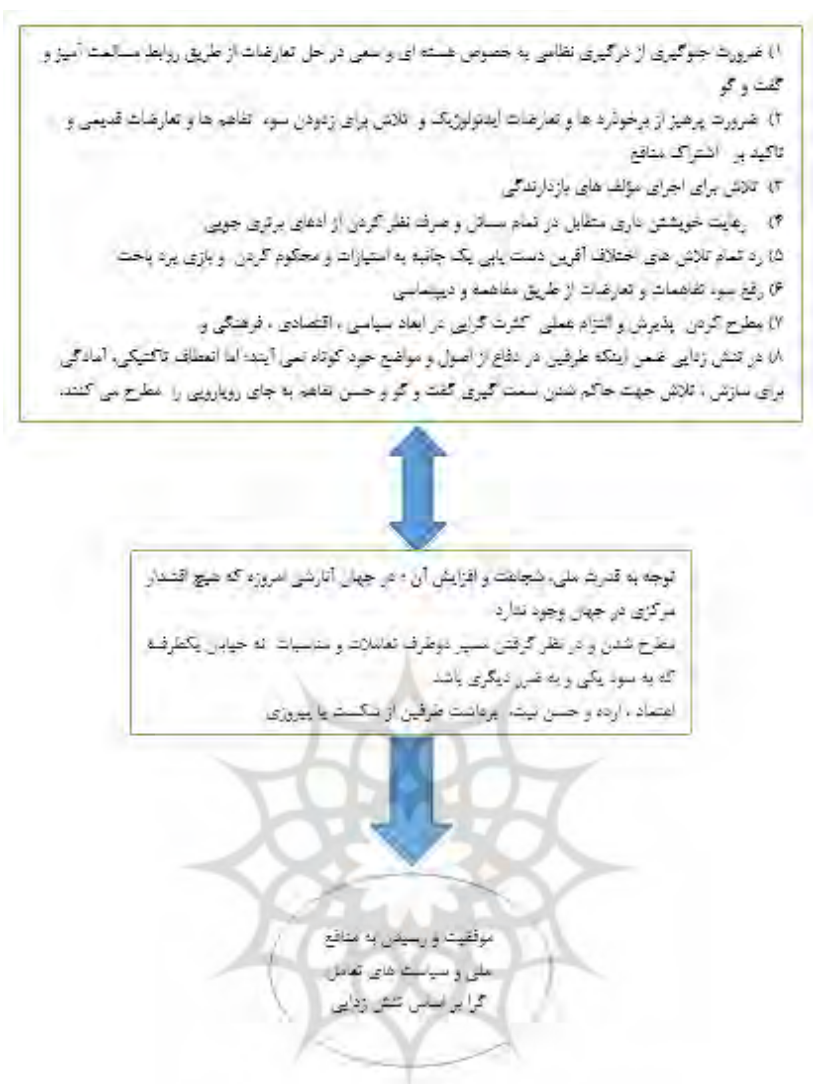 ۱) ضرورت جلوگیری از درگیری نظامی به خصوص هسته ای و سعی در حل تعارضات از طریق روابط مسالمت آمیز و
گفت و گو
۲) ضرورت پرهیز از برخوردها و تعارضات ایدئولوژیک و تلاش برای زدودن سوء تفاهم ها و تعارضات قدیمی و
تاکید بر اشتراک منافع
۳) تلاش برای اجرای مؤلفه های بازدارندگی
۴) رعایت خویشتن داری متقابل در تمام مسائل و صرف نظر کردن از ادعای برتری جویی
۵) رد تمام تلاش های اختلاف آفرین دست یابی یک جانبه به امتیازات و محکوم کردن و بازی برد باخت
۶) رفع سوء تفاهمات و تعارضات از طریق مفاهمه و دیپلماسی
۷) مطرح کردن پذیرش و التزام عملی کثرت گرایی در ابعاد سیاسی ، اقتصادی ، فرهنگی و.
۸) در تنش زدایی ضمن اینکه طرفین در دفاع از اصول و مواضع خود کوتاه نمی آیند؛ اما انعطاف تاکتیکی، آمادگی
برای سازش ، تلاش جهت حاکم شدن سمت گیری گفت و گو و حسن تفاهم به جای رویارویی را مطرح می کنند.
توجه به قدرت ملی، شجاعت و افزایش آن ؛ در جهان آنارشی امروزه که هیچ اقتدار
مرکزی در جهان وجود ندارد
مطرح شدن و در نظر گرفتن مسیر دوطرف تعاملات و مناسبات نه خیابان یکطرفه
که به سود یکی و به ضرر دیگری باشد
اعتماد ، اراده و حسن نیت، برداشت طرفین از شکست یا پیروزی
موفقیت و رسیدن به منافع
ملی و سیاست های تعامل
گرا بر اساس تنش زدایی